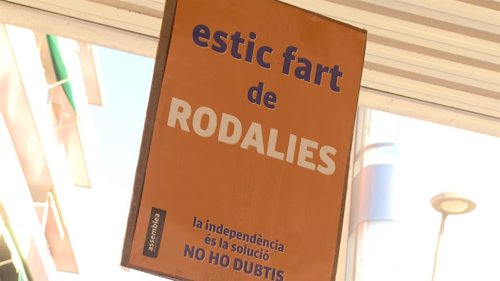 estic fart
de
RODALIES
assemblea
la independència
és la solució
NO HO DUBTIS